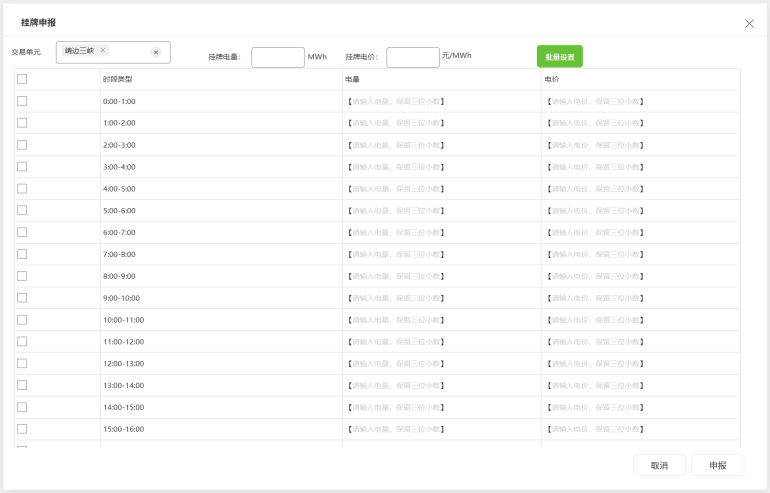 挂牌申报
交易单元 靖边三峡 × × 挂牌电量： MWh 挂牌电价： 元/MWh 批量设置
时段类型 电量 电价
0:00-1:00 【请输入电量，保留三位小数】 【请输入电价，保留三位小数】
1:00-2:00 【请输入电量，保留三位小数】 【请输入电价，保留三位小数】
2:00-3:00 【请输入电量，保留三位小数】 【请输入电价，保留三位小数】
3:00-4:00 【请输入电量，保留三位小数】 【请输入电价，保留三位小数】
4:00-5:00 【请输入电量，保留三位小数】 【请输入电价，保留三位小数】
5:00-6:00 【请输入电量，保留三位小数】 【请输入电价，保留三位小数】
6:00-7:00 【请输入电量，保留三位小数】 【请输入电价，保留三位小数】
7:00-8:00 【请输入电量，保留三位小数】 【请输入电价，保留三位小数】
8:00-9:00 【请输入电量，保留三位小数】 【请输入电价，保留三位小数】
9:00-10:00 【请输入电量，保留三位小数】 【请输入电价，保留三位小数】
10:00-11:00 【请输入电量，保留三位小数】 【请输入电价，保留三位小数】
11:00-12:00 【请输入电量，保留三位小数】 【请输入电价，保留三位小数】
12:00-13:00 【请输入电量，保留三位小数】 【请输入电价，保留三位小数】
13:00-14:00 【请输入电量，保留三位小数】 【请输入电价，保留三位小数】
14:00-15:00 【请输入电量，保留三位小数】 【请输入电价，保留三位小数】
15:00-16:00 【请输入电量，保留三位小数】 【请输入电价，保留三位小数】
取消 申报